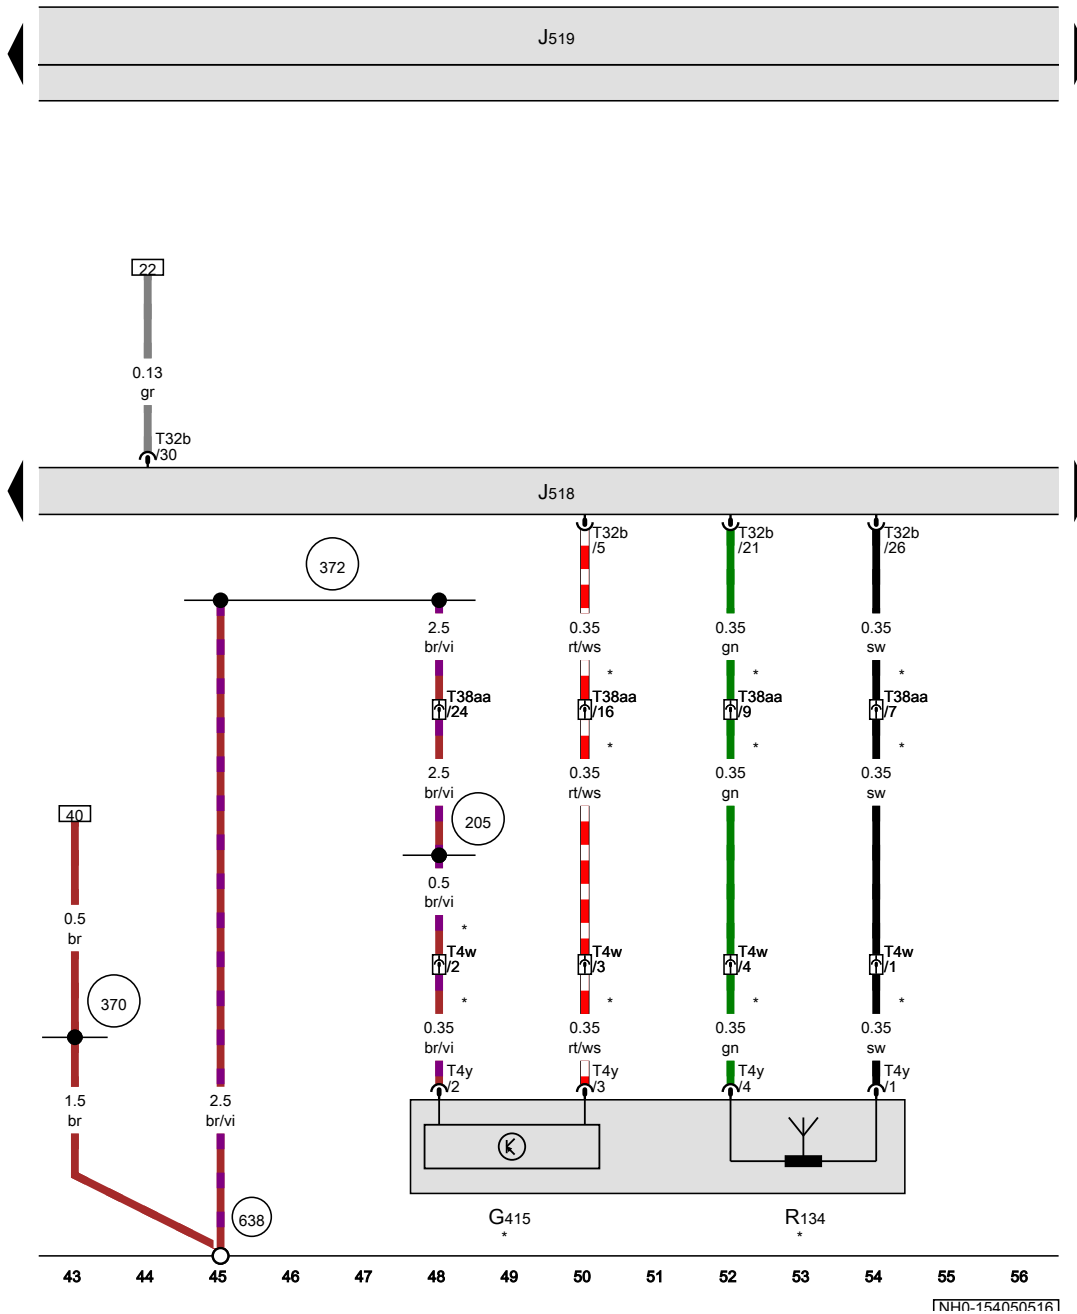 J519
22
0.13
gr
T32b
/30
J518
T32b
/5
T32b
/21
T32b
/26
372
2.5
br/vi
0.35
rt/ws
0.35
gn
0.35
sw
*
*
*
T38aa
/24
T38aa
/16
T38aa
/9
T38aa
/7
*
*
*
2.5
br/vi
0.35
rt/ws
0.35
gn
0.35
sw
40
205
0.5
br/vi
0.5
br
*
T4w
/2
T4w
/3
T4w
/4
T4w
/1
370
*
*
*
*
0.35
br/vi
0.35
rt/ws
0.35
gn
0.35
sw
T4y
/2
T4y
/3
T4y
/4
T4y
/1
1.5
br
2.5
br/vi
638
G415
*
R134
*
43 44 45 46 47 48 49 50 51 52 53 54 55 56
NH0-154050516